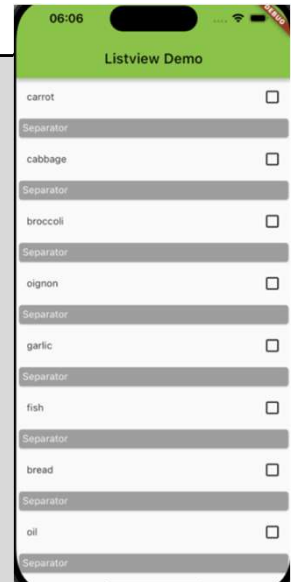 06:06
DEBUG
Listview Demo
carrot
Separator
cabbage
Separator
broccoli
Separator
oignon
Separator
garlic
Separator
fish
Separator
bread
Separator
oil
Separator